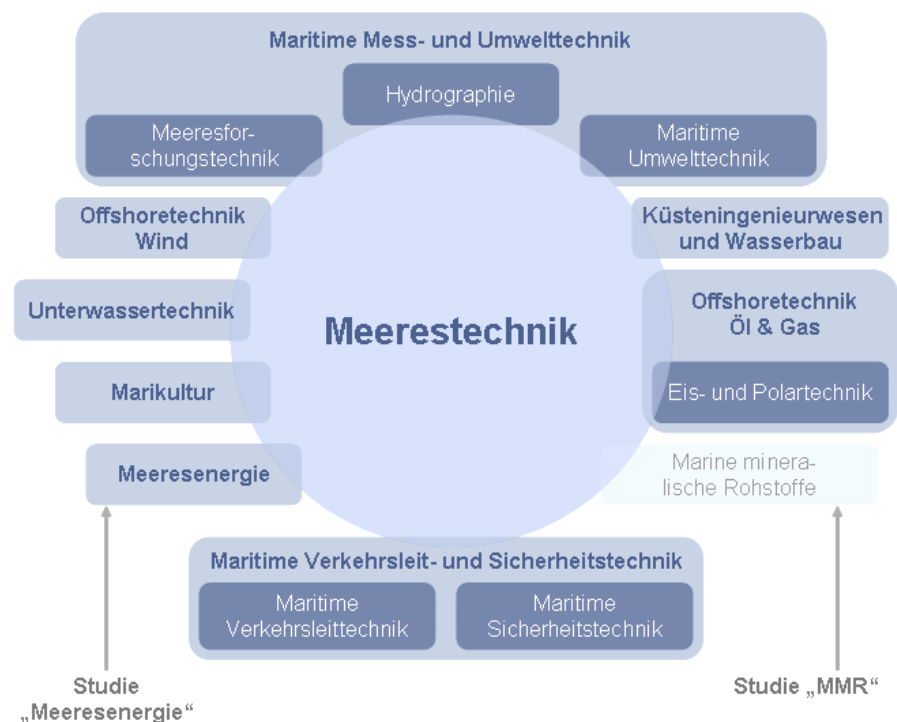 Maritime Mess- und Umwelttechnik
Hydrographie
Meeresfor-
schungstechnik
Maritime
Umwelttechnik
Offshoretechnik
Wind
Küsteningenieurwesen
und Wasserbau
Unterwassertechnik
Meerestechnik
Offshoretechnik
Öl & Gas
Marikultur
Eis- und Polartechnik
Meeresenergie
Marine minera-
lische Rohstoffe
Maritime Verkehrsleit- und Sicherheitstechnik
Maritime
Verkehrsleittechnik
Maritime
Sicherheitstechnik
Studie
„Meeresenergie“
Studie „MMR“